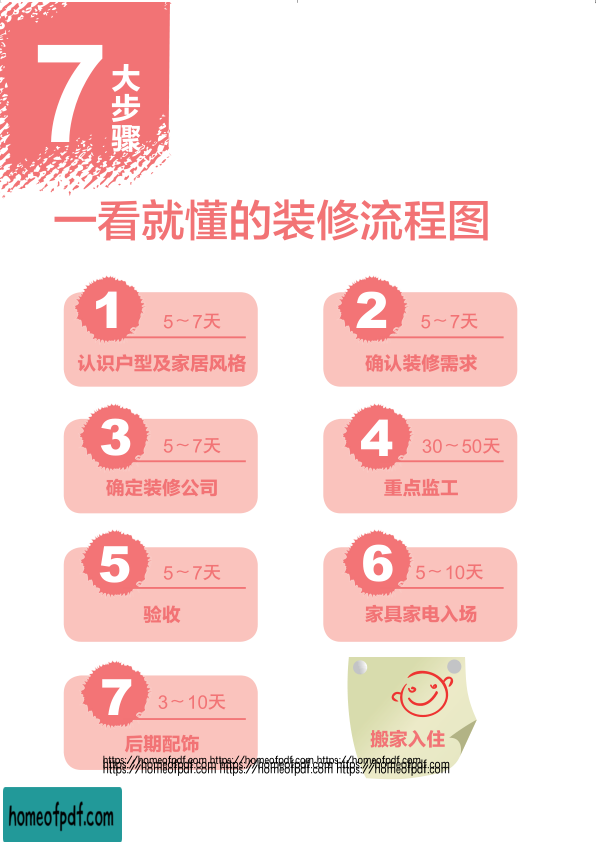 7
大步骤
一看就懂的装修流程图
1
5～7天
认识户型及家居风格
2
5～7天
确认装修需求
3
5～7天
确定装修公司
4
30～50天
重点监工
5
5～7天
验收
6
5～10天
家具家电入场
7
3～10天
后期配饰
搬家入住
https://homeofpdf.com https://homeofpdf.com https://homeofpdf.com
https://homeofpdf.com https://homeofpdf.com https://homeofpdf.com
homeofpdf.com